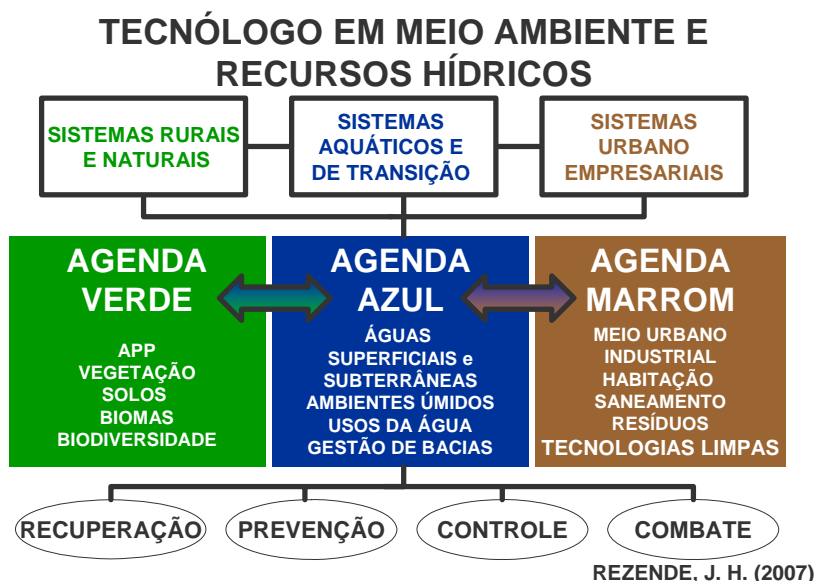 TECNÓLOGO EM MEIO AMBIENTE E
RECURSOS HÍDRICOS
SISTEMAS RURAIS
E NATURAIS
SISTEMAS
AQUÁTICOS E
DE TRANSIÇÃO
SISTEMAS
URBANO
EMPRESARIAIS
AGENDA
VERDE
APP
VEGETAÇÃO
SOLOS
BIOMAS
BIODIVERSIDADE
AGENDA
AZUL
ÁGUAS
SUPERFICIAIS e
SUBTERRÂNEAS
AMBIENTES ÚMIDOS
USOS DA ÁGUA
GESTÃO DE BACIAS
AGENDA
MARROM
MEIO URBANO
INDUSTRIAL
HABITAÇÃO
SANEAMENTO
RESÍDUOS
TECNOLOGIAS LIMPAS
RECUPERAÇÃO
PREVENÇÃO
CONTROLE
COMBATE
REZENDE, J. H. (2007)